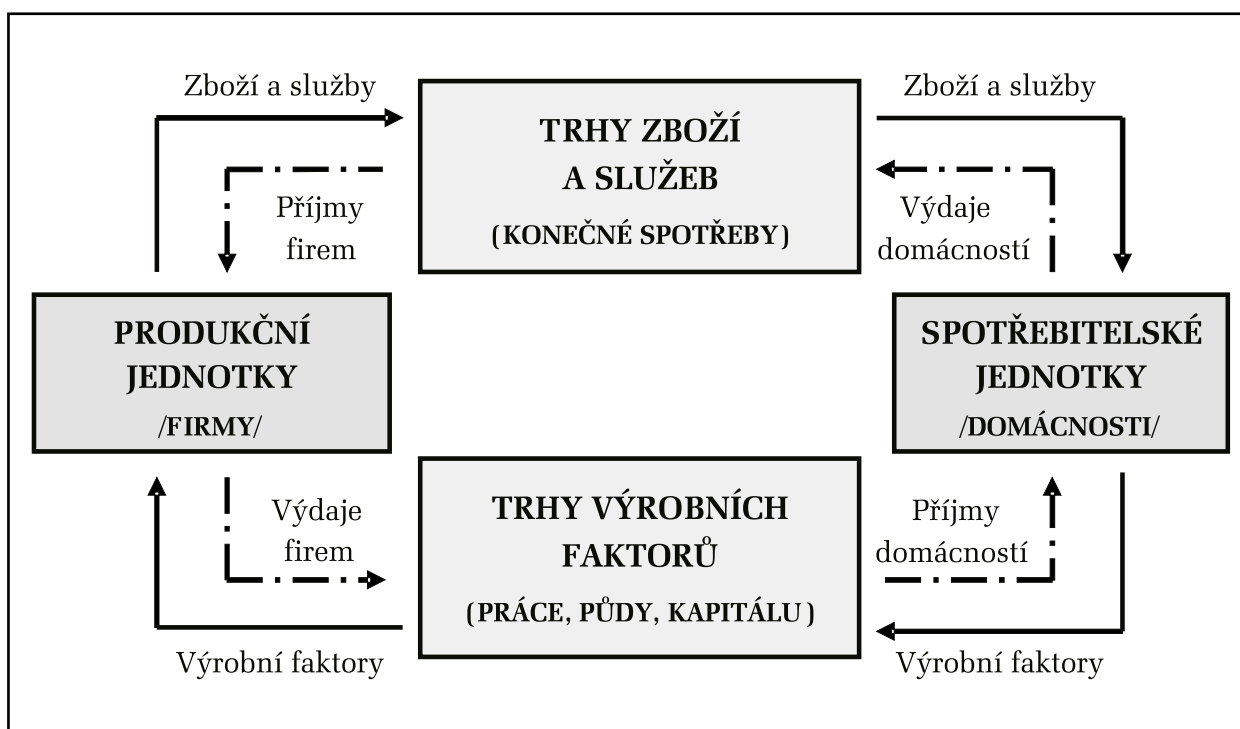 Zboží a služby
TRHY ZBOŽÍ
A SLUŽEB
(KONEČNÉ SPOTŘEBY)
Zboží a služby
Příjmy
firem
Výdaje
domácností
PRODUKČNÍ
JEDNOTKY
/FIRMY/
SPOTŘEBITELSKÉ
JEDNOTKY
/DOMÁCNOSTI/
Výdaje
firem
TRHY VÝROBNÍCH
FAKTORŮ
(PRÁCE, PŮDY, KAPITÁLU)
Příjmy
domácností
Výrobní faktory
Výrobní faktory